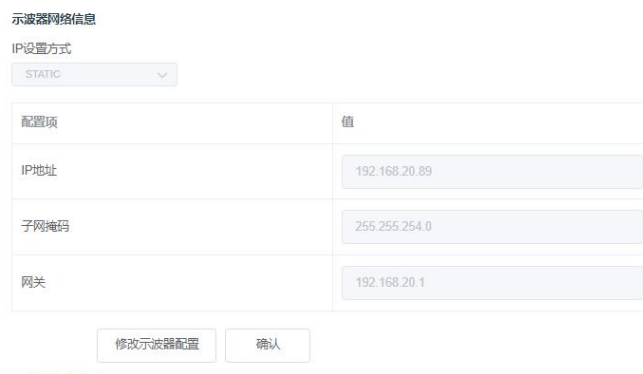 示波器网络信息
IP设置方式
STATIC
配置项 值
IP地址 192.168.20.89
子网掩码 255.255.254.0
网关 192.168.20.1
修改示波器配置 确认